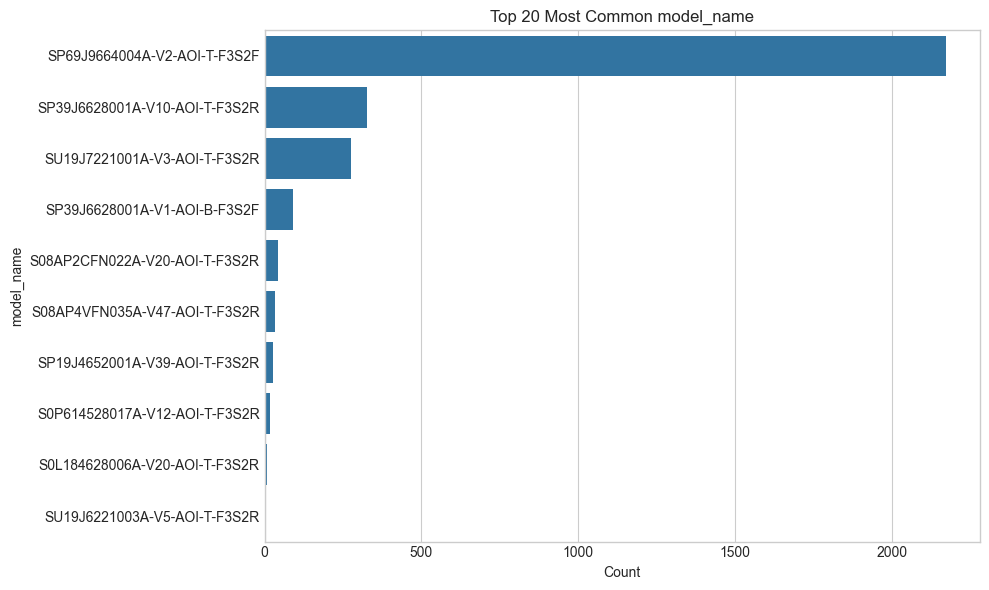 Top 20 Most Common model_name
SP69J9664004A-V2-AOI-T-F3S2F
SP39J6628001A-V10-AOI-T-F3S2R
SU19J7221001A-V3-AOI-T-F3S2R
SP39J6628001A-V1-AOI-B-F3S2F
S08AP2CFN022A-V20-AOI-T-F3S2R
S08AP4VFN035A-V47-AOI-T-F3S2R
SP19J4652001A-V39-AOI-T-F3S2R
S0P614528017A-V12-AOI-T-F3S2R
S0L184628006A-V20-AOI-T-F3S2R
SU19J6221003A-V5-AOI-T-F3S2R
model_name
0 500 1000 1500 2000
Count